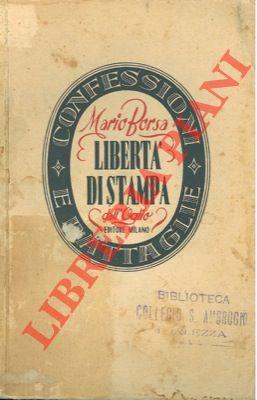 CONFESSIONI
Mario Borsa
LIBERTA'
DI STAMPA
dall'Oglio
EDITORE MILANO
E BATTAGLIE
LIBRERIA PIANI
BIBLIOTECA
COLLEGIO S. AMBROGIO